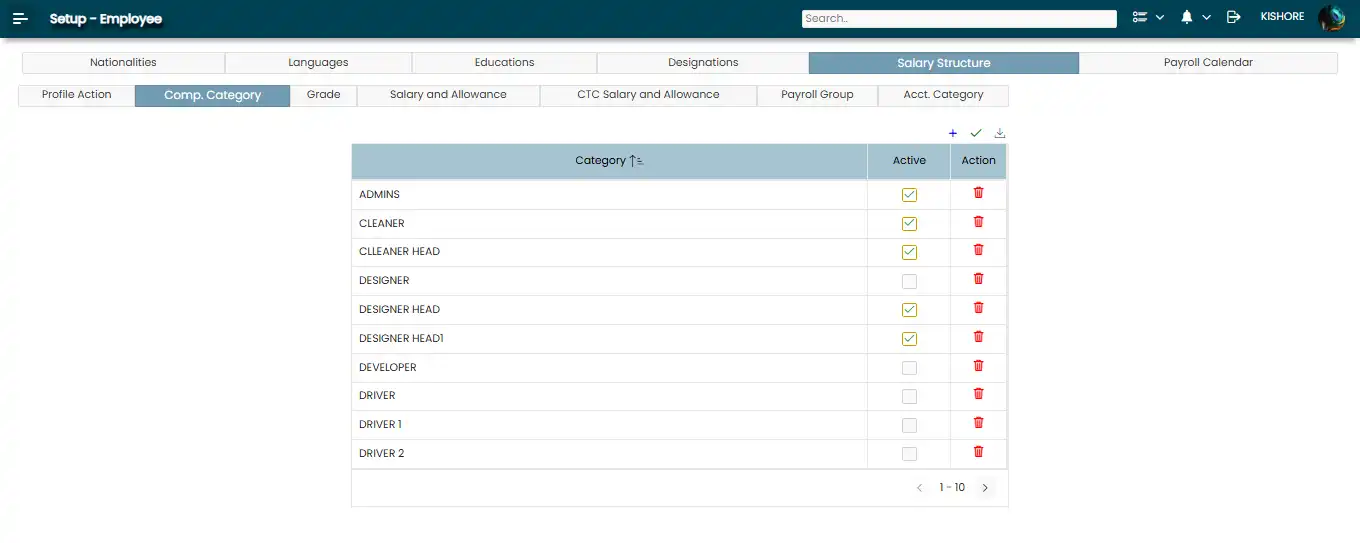 Setup - Employee Search.. KISHORE
Nationalities Languages Educations Designations Salary Structure Payroll Calendar
Profile Action Comp. Category Grade Salary and Allowance CTC Salary and Allowance Payroll Group Acct. Category
Category Active Action
ADMINS
CLEANER
CLLEANER HEAD
DESIGNER
DESIGNER HEAD
DESIGNER HEAD1
DEVELOPER
DRIVER
DRIVER 1
DRIVER 2
1 - 10